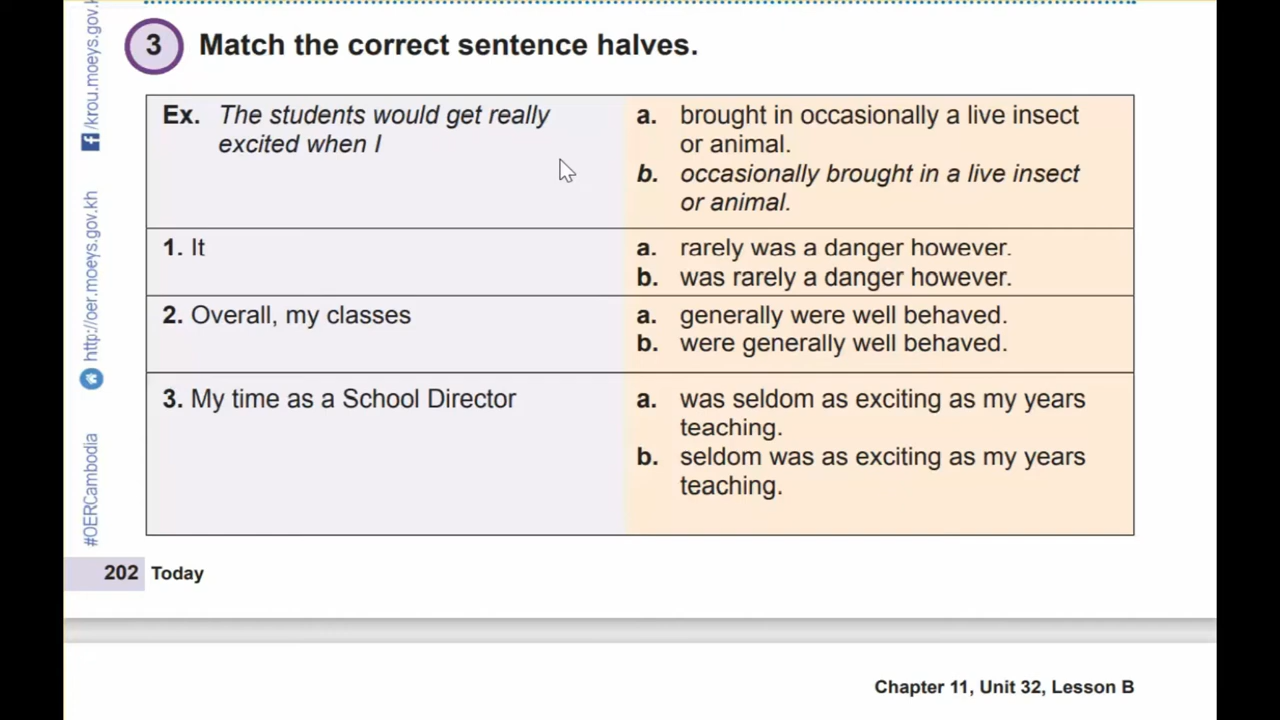 3 Match the correct sentence halves.
Ex. The students would get really
excited when I
a. brought in occasionally a live insect
or animal.
b. occasionally brought in a live insect
or animal.
1. It
a. rarely was a danger however.
b. was rarely a danger however.
2. Overall, my classes
a. generally were well behaved.
b. were generally well behaved.
3. My time as a School Director
a. was seldom as exciting as my years
teaching.
b. seldom was as exciting as my years
teaching.
/krou.moeys.gov.kh
http://oer.moeys.gov.kh
#OERCambodia
202 Today
Chapter 11, Unit 32, Lesson B